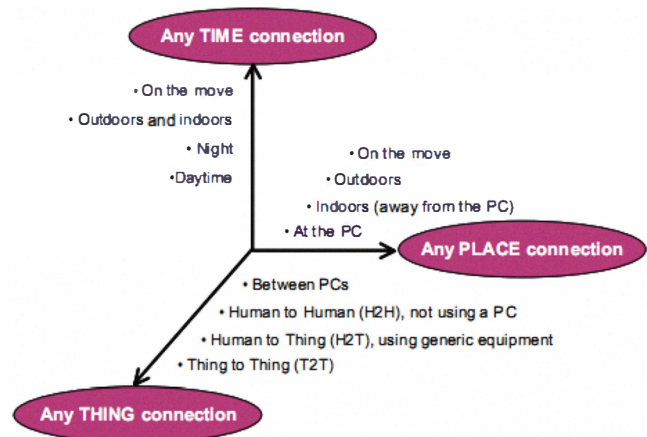 Any TIME connection
• On the move
• Outdoors and indoors
• Night
•Daytime
• On the move
• Outdoors
• Indoors (away from the PC)
• At the PC
Any PLACE connection
• Between PCs
• Human to Human (H2H), not using a PC
• Human to Thing (H2T), using generic equipment
• Thing to Thing (T2T)
Any THING connection